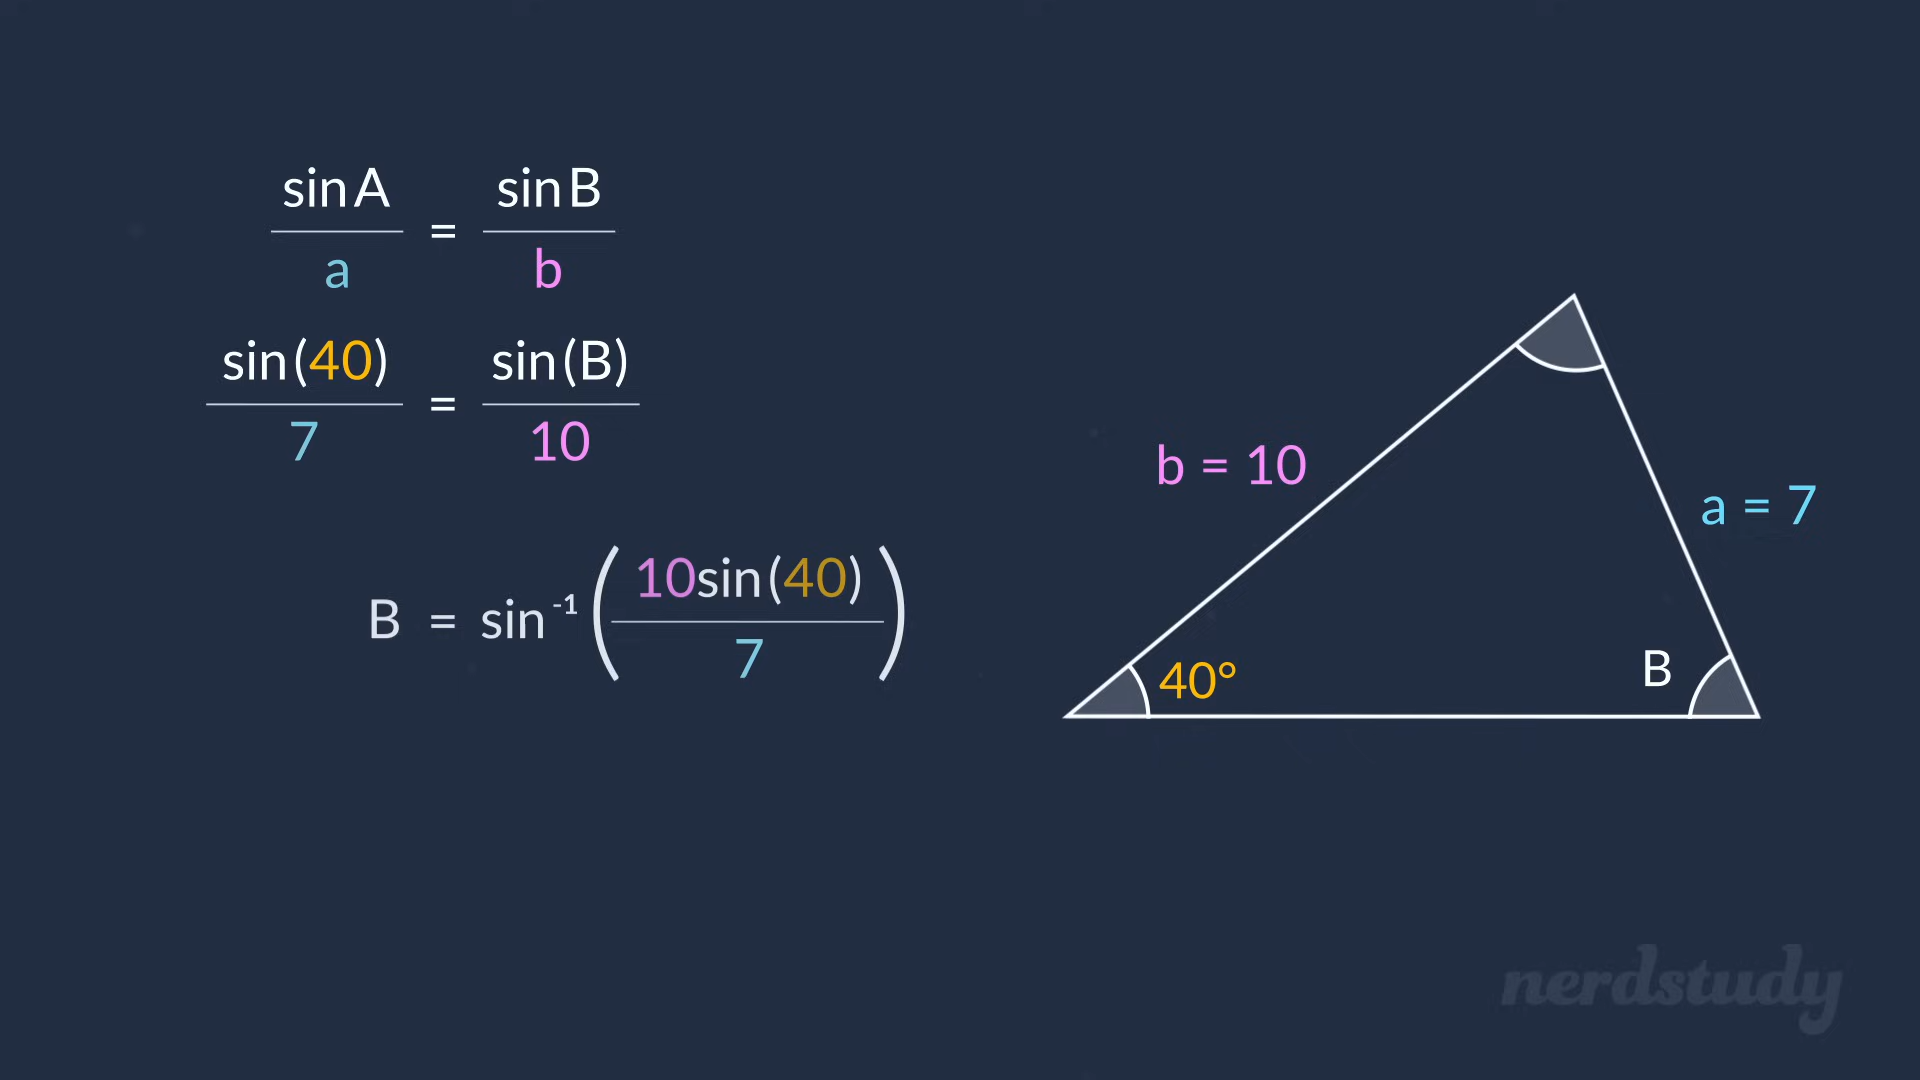 sin A / a = sin B / b
sin(40) / 7 = sin(B) / 10
B = sin⁻¹(10sin(40) / 7)
b = 10
a = 7
40°
B
nerdstudy